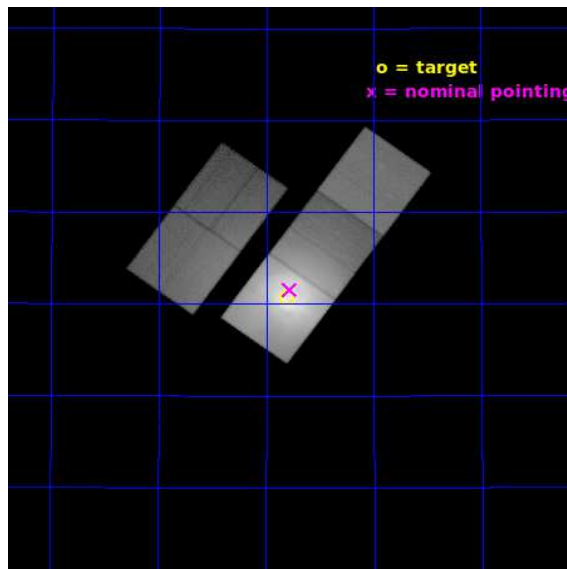 o = target
x = nominal pointing